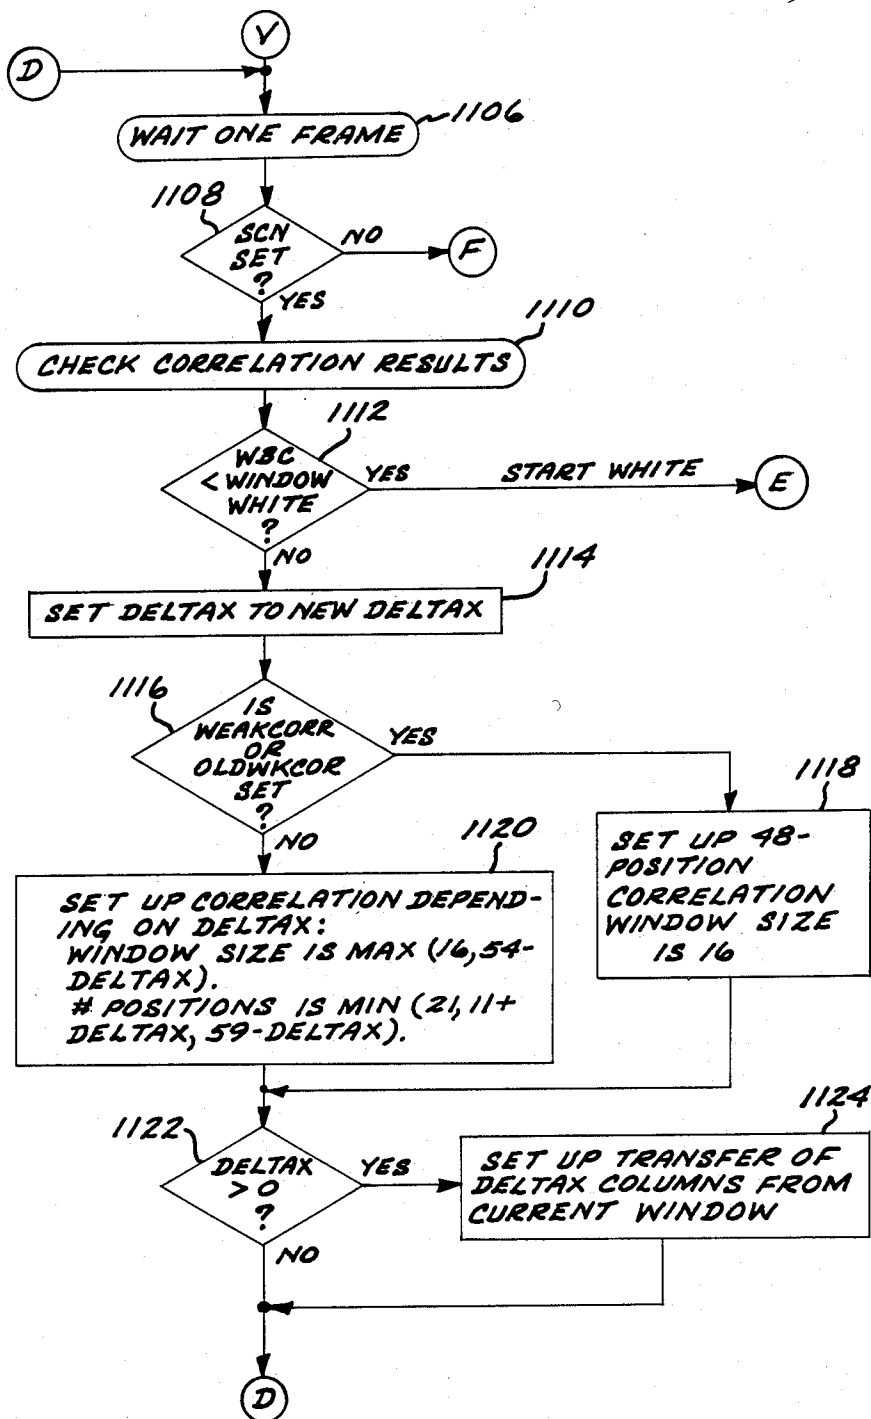 V
D
WAIT ONE FRAME
1106
1108
SCN
SET
?
NO
F
YES
1110
CHECK CORRELATION RESULTS
1112
WBC
< WINDOW
WHITE
?
YES
START WHITE
E
NO
1114
SET DELTAX TO NEW DELTAX
1116
IS
WEAKCORR
OR
OLDWKCOR
SET
?
YES
NO
1118
SET UP 48-
POSITION
CORRELATION
WINDOW SIZE
IS 16
1120
SET UP CORRELATION DEPEND-
ING ON DELTAX:
WINDOW SIZE IS MAX (16,54-
DELTAX).
# POSITIONS IS MIN (21,11+
DELTAX, 59-DELTAX).
1122
DELTAX
> 0
?
YES
NO
1124
SET UP TRANSFER OF
DELTAX COLUMNS FROM
CURRENT WINDOW
D